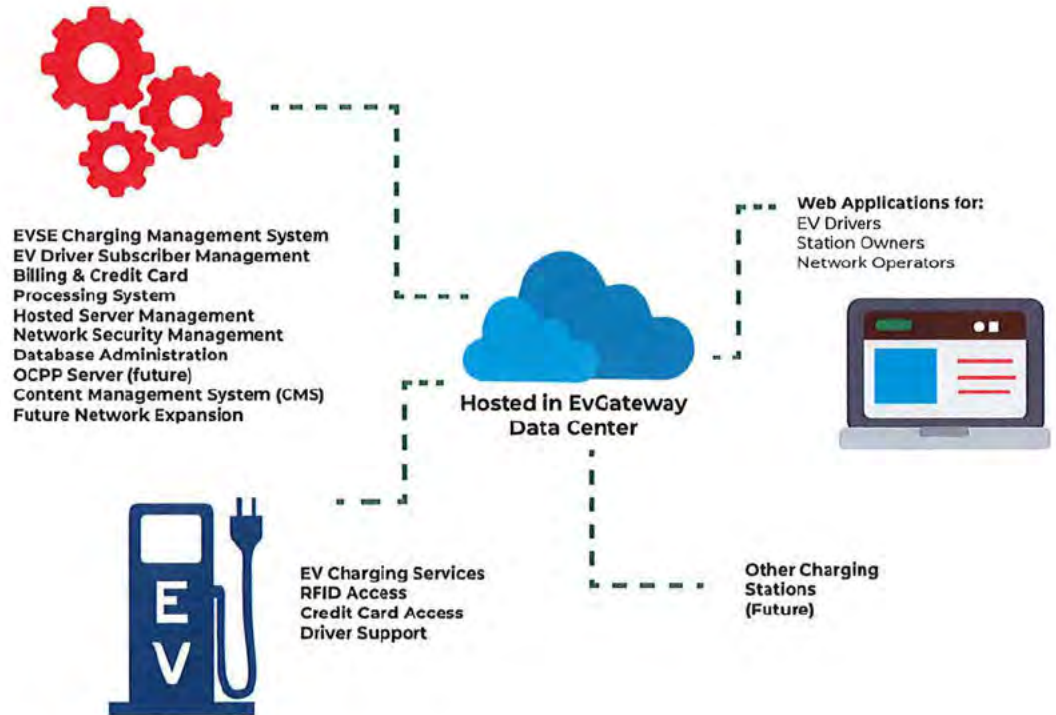 EVSE Charging Management System
EV Driver Subscriber Management
Billing & Credit Card
Processing System
Hosted Server Management
Network Security Management
Database Administration
OCPP Server (future)
Content Management System (CMS)
Future Network Expansion
Web Applications for:
EV Drivers
Station Owners
Network Operators
Hosted in EvGateway
Data Center
E
V
EV Charging Services
RFID Access
Credit Card Access
Driver Support
Other Charging
Stations
(Future)